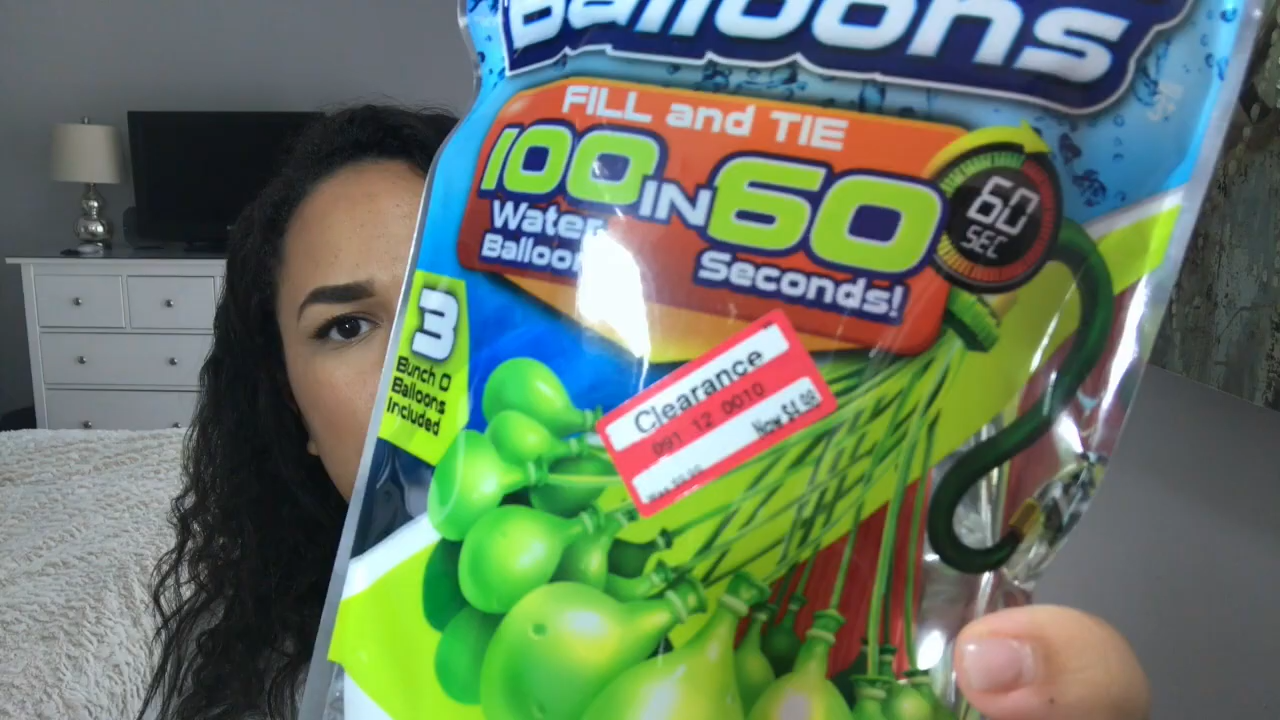 Balloons
FILL and TIE
100 IN 60
Water
Balloons
Seconds!
60
SEC
3
Bunch O
Balloons
Included
Clearance
091 12 0010
Now $4.98